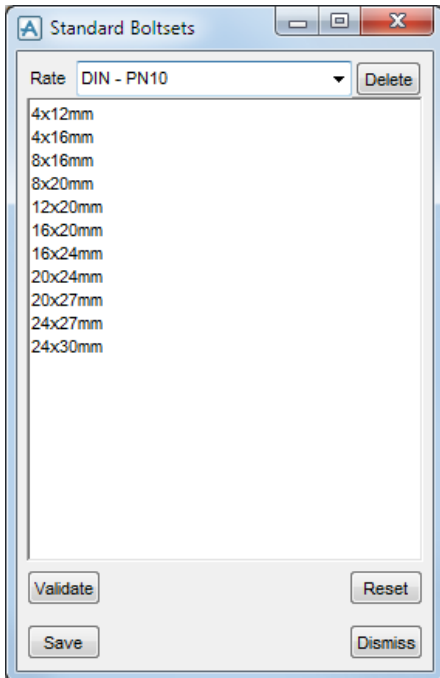 Standard Boltsets
Rate DIN - PN10 Delete
4x12mm
4x16mm
8x16mm
8x20mm
12x20mm
16x20mm
16x24mm
20x24mm
20x27mm
24x27mm
24x30mm
Validate Reset
Save Dismiss